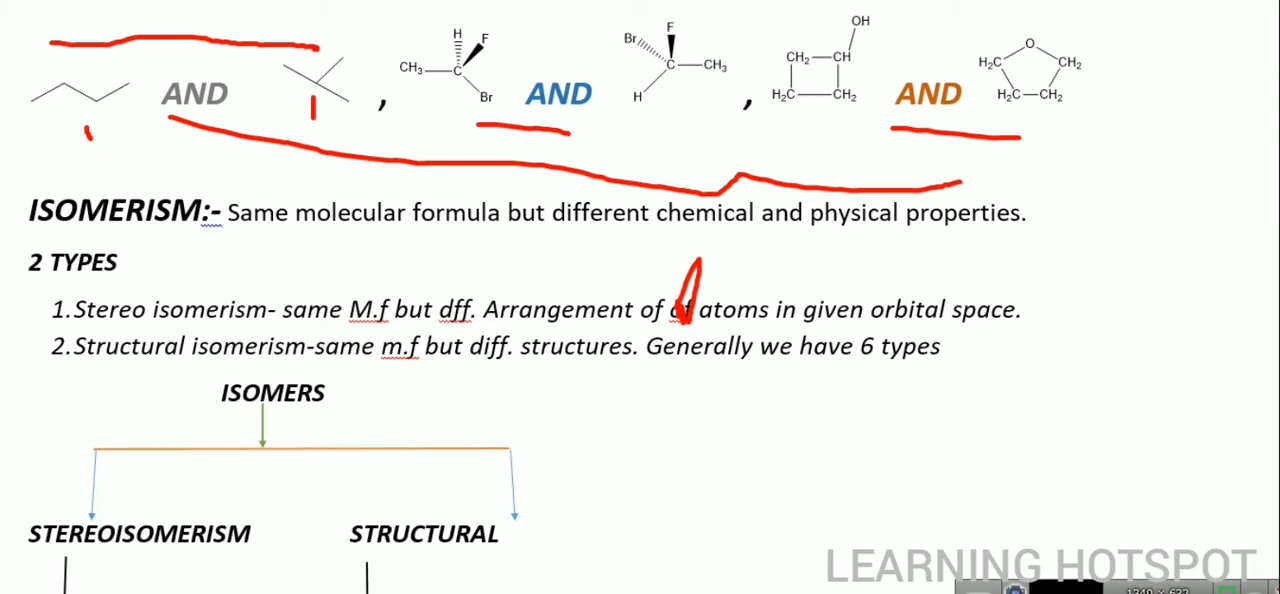 AND
,
H
F
CH₃
C
Br
AND
Br
F
C
CH₃
H
,
OH
CH₂
CH
H₂C
CH₂
AND
O
H₂C
CH₂
H₂C
CH₂
ISOMERISM:- Same molecular formula but different chemical and physical properties.
2 TYPES
1.Stereo isomerism- same M.f but dff. Arrangement of atoms in given orbital space.
2.Structural isomerism-same m.f but diff. structures. Generally we have 6 types
ISOMERS
STEREOISOMERISM
STRUCTURAL
LEARNING HOTSPOT